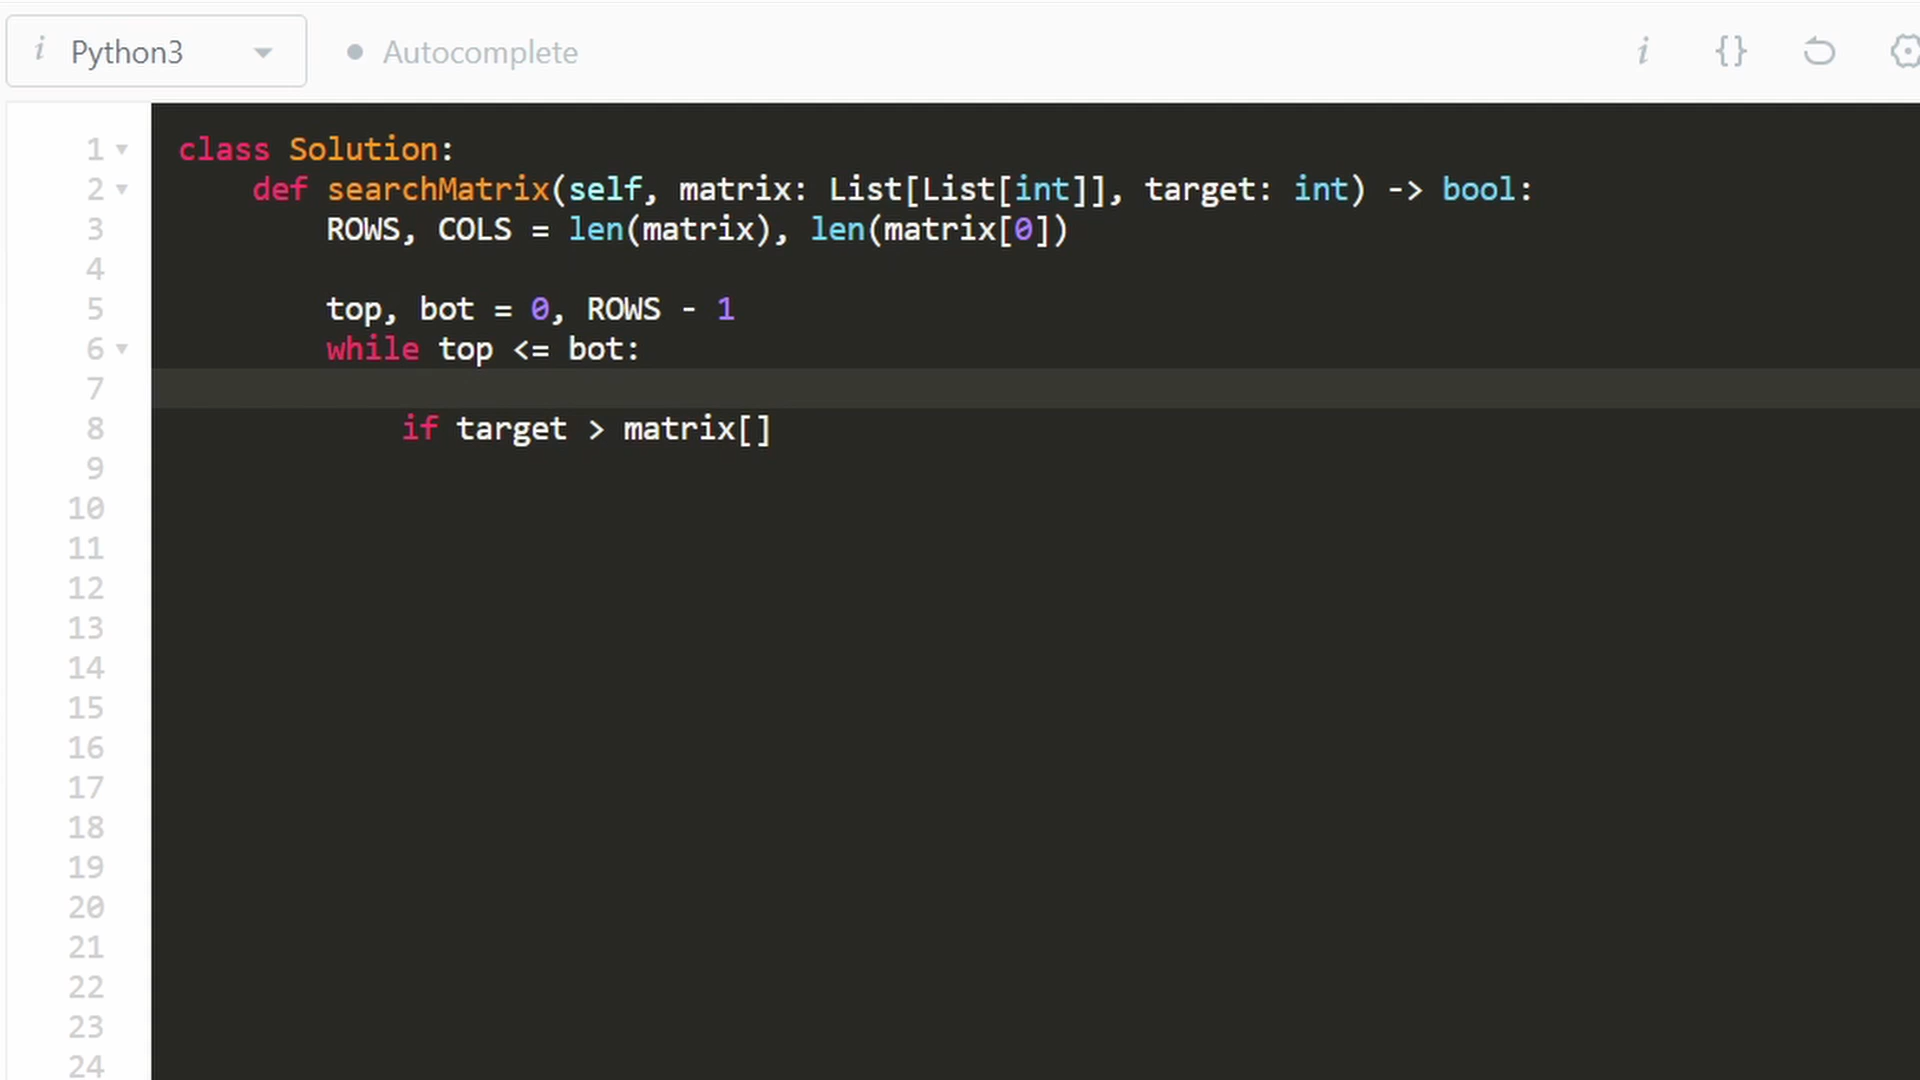 i Python3 Autocomplete i {}
1 class Solution:
2 def searchMatrix(self, matrix: List[List[int]], target: int) -> bool:
3 ROWS, COLS = len(matrix), len(matrix[0])
4
5 top, bot = 0, ROWS - 1
6 while top <= bot:
7
8 if target > matrix[]
9
10
11
12
13
14
15
16
17
18
19
20
21
22
23
24